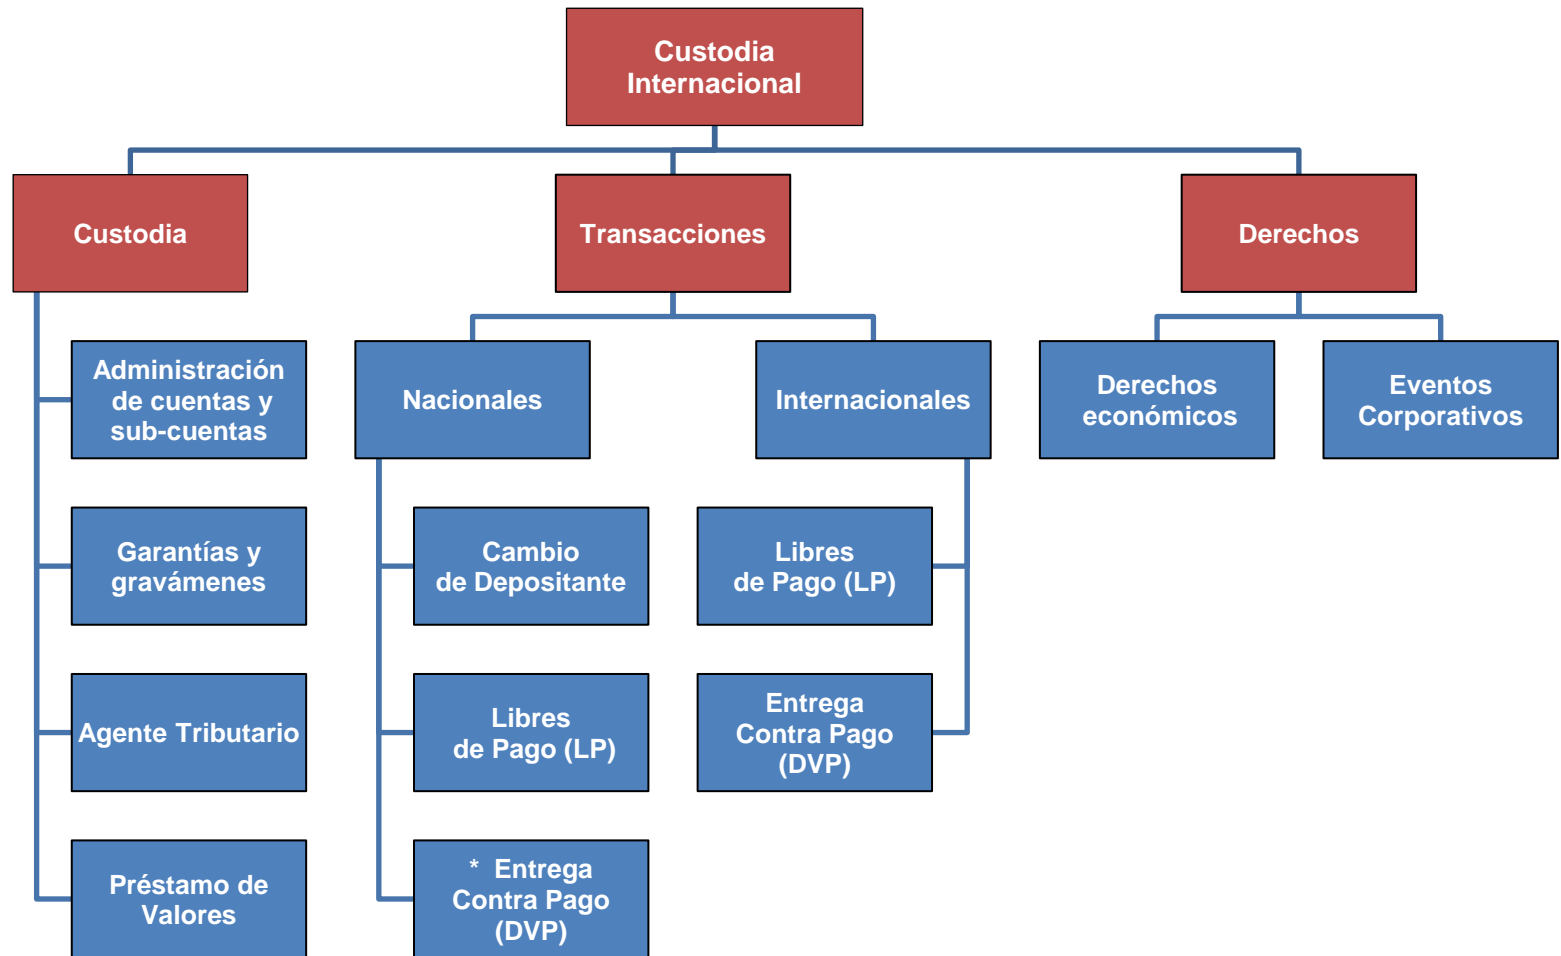 Custodia
Internacional
Custodia
Transacciones
Derechos
Administración
de cuentas y
sub-cuentas
Nacionales
Internacionales
Derechos
económicos
Eventos
Corporativos
Garantías y
gravámenes
Cambio
de Depositante
Libres
de Pago (LP)
Agente Tributario
Libres
de Pago (LP)
Entrega
Contra Pago
(DVP)
Préstamo de
Valores
* Entrega
Contra Pago
(DVP)